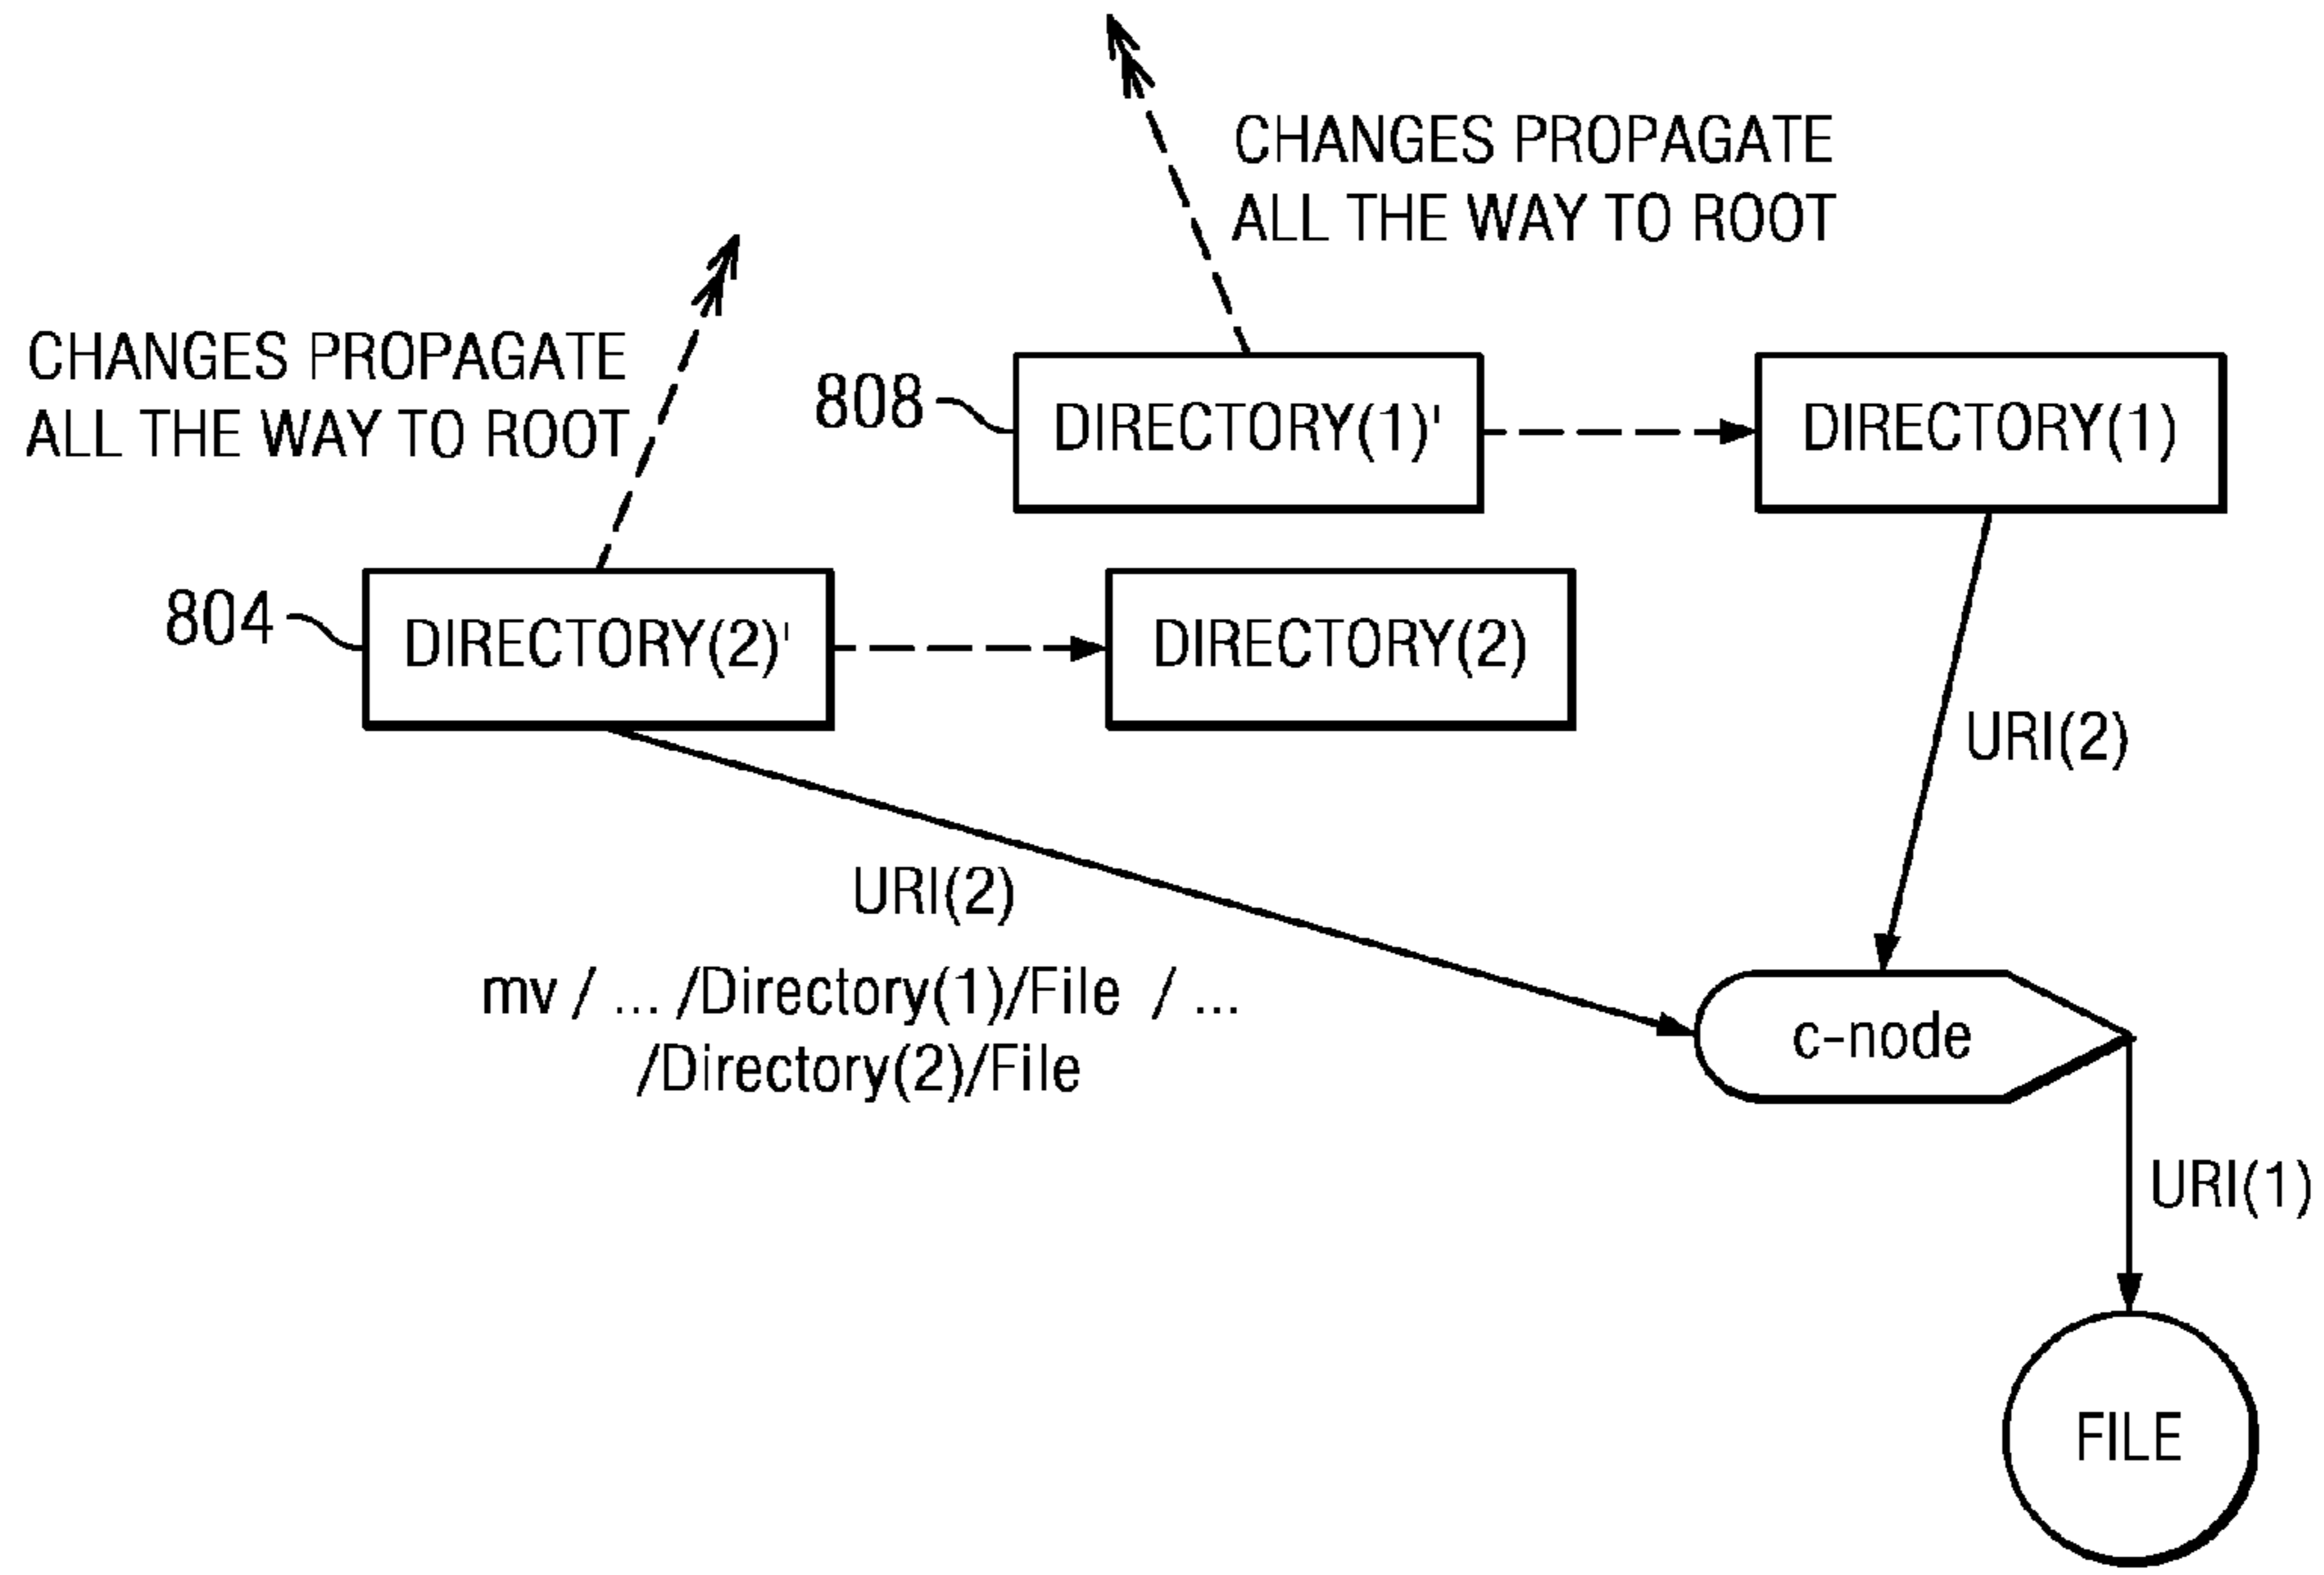 CHANGES PROPAGATE
ALL THE WAY TO ROOT
CHANGES PROPAGATE
ALL THE WAY TO ROOT
808
DIRECTORY(1)'
DIRECTORY(1)
804
DIRECTORY(2)'
DIRECTORY(2)
URI(2)
URI(2)
mv / ... /Directory(1)/File / ...
/Directory(2)/File
c-node
URI(1)
FILE